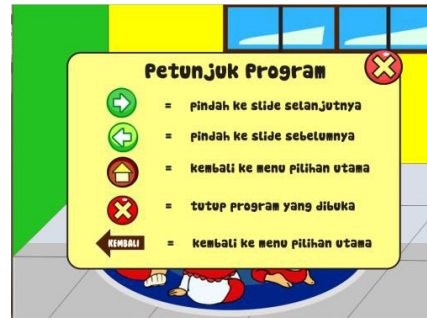 Petunjuk Program
= pindah ke slide selanjutnya
= pindah ke slide sebelumnya
= kembali ke menu pilihan utama
= tutup program yang dibuka
KEMBALI = kembali ke menu pilihan utama